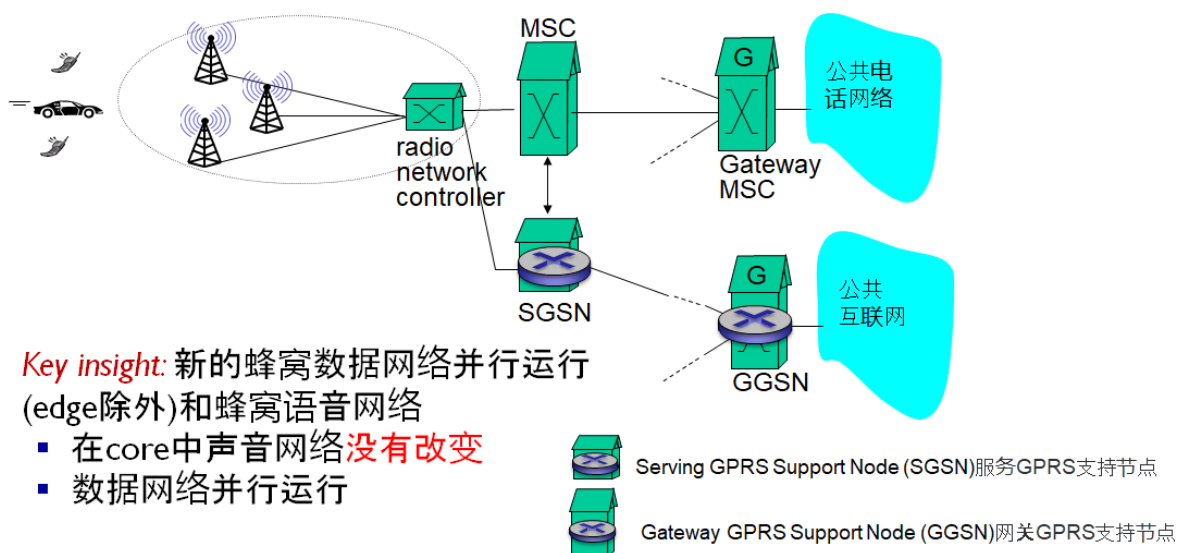 MSC
G
公共电
话网络
radio
network
controller
Gateway
MSC
SGSN
G
公共
互联网
GGSN
Key insight: 新的蜂窝数据网络并行运行
(edge除外)和蜂窝语音网络
▪ 在core中声音网络没有改变
▪ 数据网络并行运行
Serving GPRS Support Node (SGSN)服务GPRS支持节点
Gateway GPRS Support Node (GGSN)网关GPRS支持节点